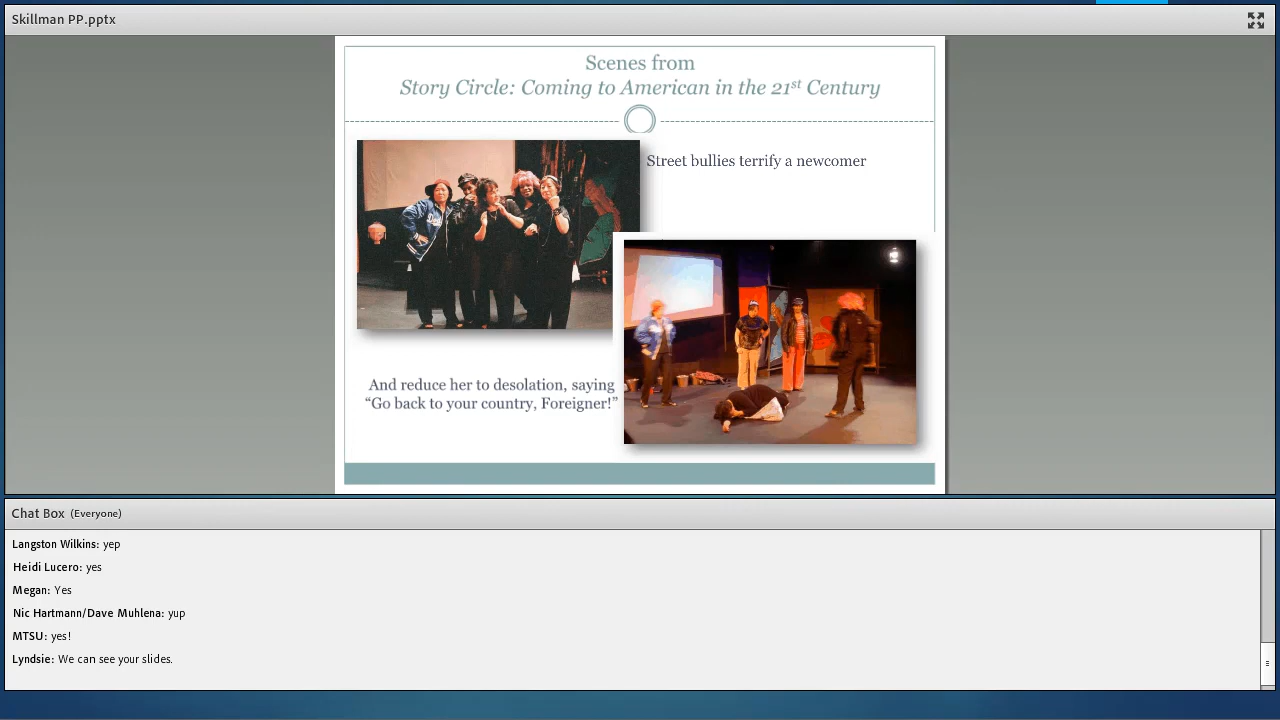 Skillman PP.pptx
Scenes from
Story Circle: Coming to American in the 21st Century
Street bullies terrify a newcomer
And reduce her to desolation, saying
“Go back to your country, Foreigner!”
Chat Box (Everyone)
Langston Wilkins: yep
Heidi Lucero: yes
Megan: Yes
Nic Hartmann/Dave Muhlena: yup
MTSU: yes!
Lyndsie: We can see your slides.